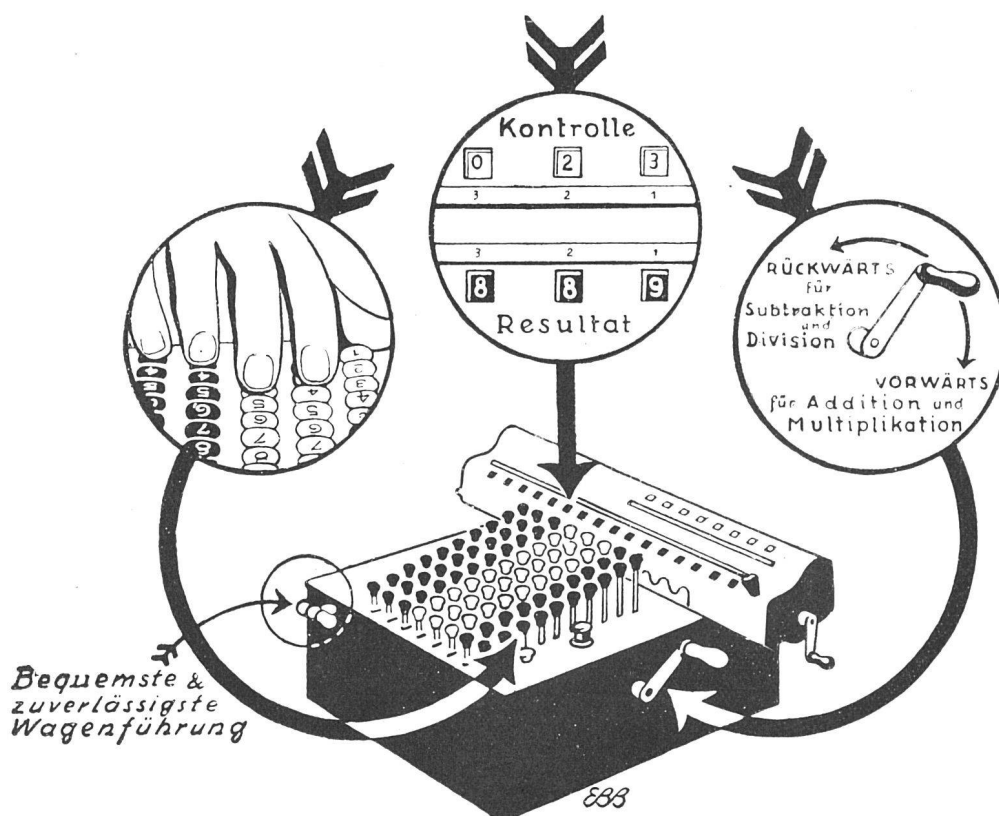 Kontrolle
0 2 3
3 2 1
3 2 1
8 8 9
Resultat
RÜCKWÄRTS
für
Subtraktion
und
Division
VORWÄRTS
für Addition und
Multiplikation
Bequemste &
zuverlässigste
Wagenführung
EBB